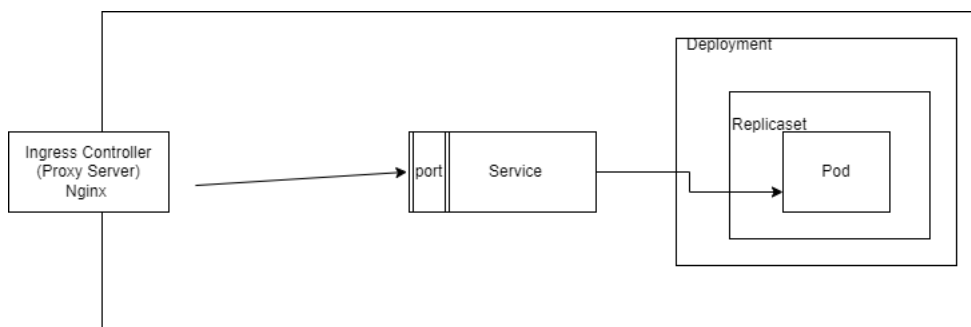 Deployment
Replicaset
Ingress Controller
(Proxy Server)
Nginx
port
Service
Pod